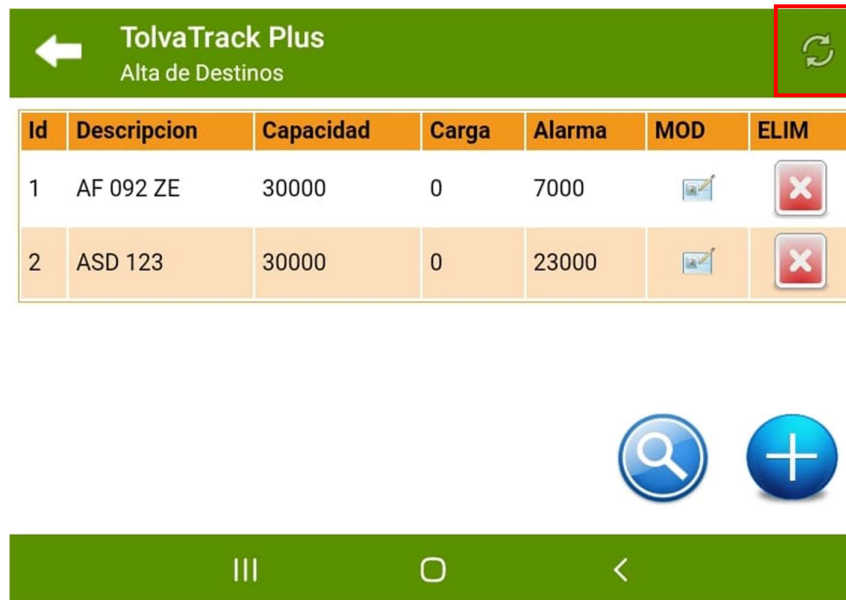 TolvaTrack Plus
Alta de Destinos
Id Descripcion Capacidad Carga Alarma MOD ELIM
1 AF 092 ZE 30000 0 7000
2 ASD 123 30000 0 23000